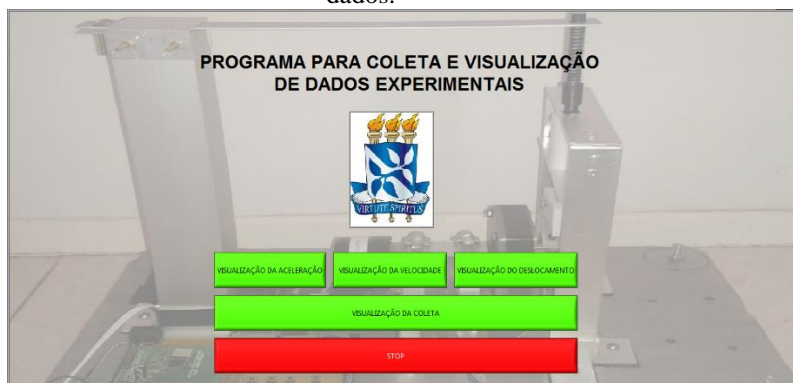 dados.
PROGRAMA PARA COLETA E VISUALIZAÇÃO
DE DADOS EXPERIMENTAIS
VIRTUTE SPIRITUS
VISUALIZAÇÃO DA ACELERAÇÃO
VISUALIZAÇÃO DA VELOCIDADE
VISUALIZAÇÃO DO DESLOCAMENTO
VISUALIZAÇÃO DA COLETA
STOP